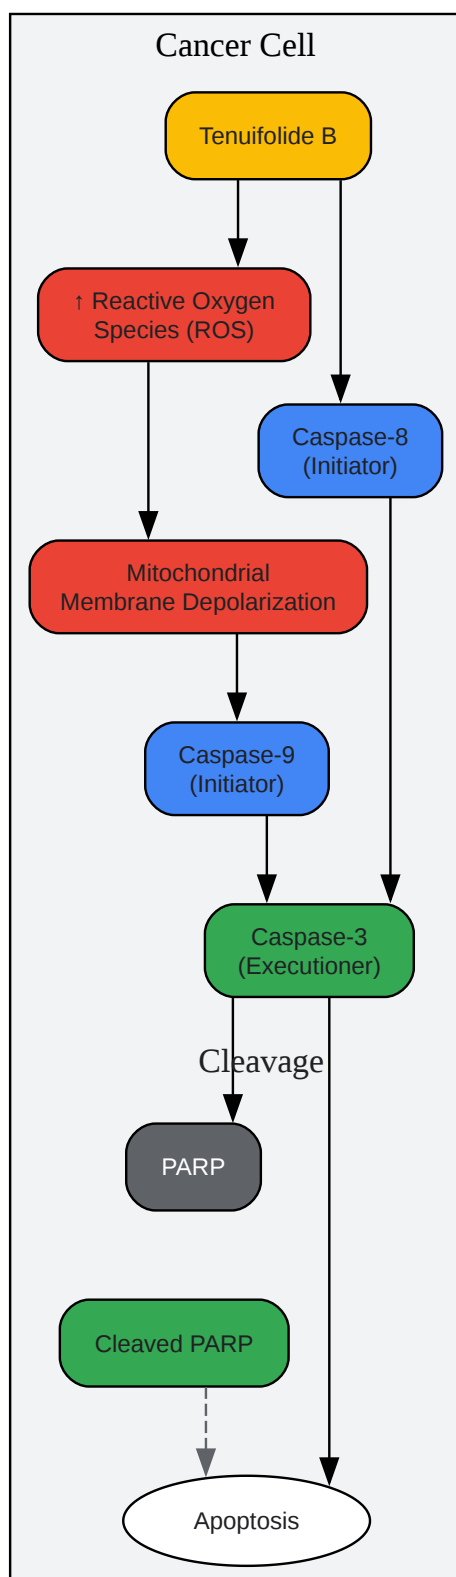 Cancer Cell
Tenuifolide B
↑ Reactive Oxygen
Species (ROS)
Caspase-8
(Initiator)
Mitochondrial
Membrane Depolarization
Caspase-9
(Initiator)
Caspase-3
(Executioner)
Cleavage
PARP
Cleaved PARP
Apoptosis